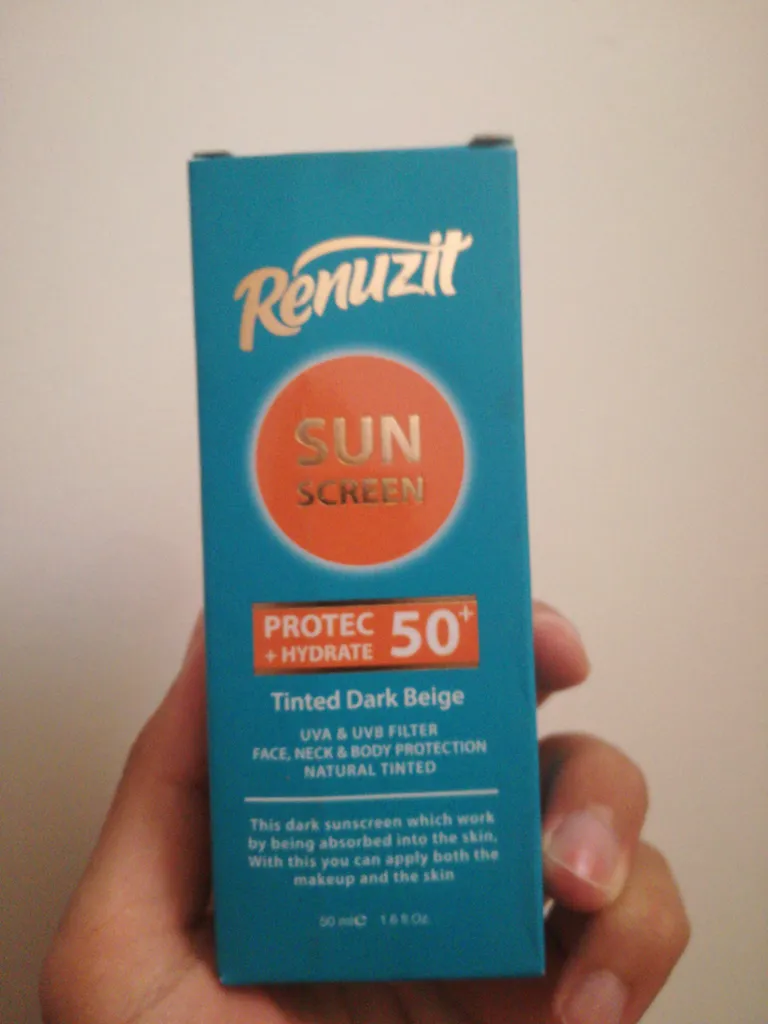 Renuzit
SUN
SCREEN
PROTEC 50+
+ HYDRATE
Tinted Dark Beige
UVA & UVB FILTER
FACE, NECK & BODY PROTECTION
NATURAL TINTED
This dark sunscreen which work
by being absorbed into the skin,
With this you can apply both the
makeup and the skin
50 ml℮ 1.6 fl.Oz.